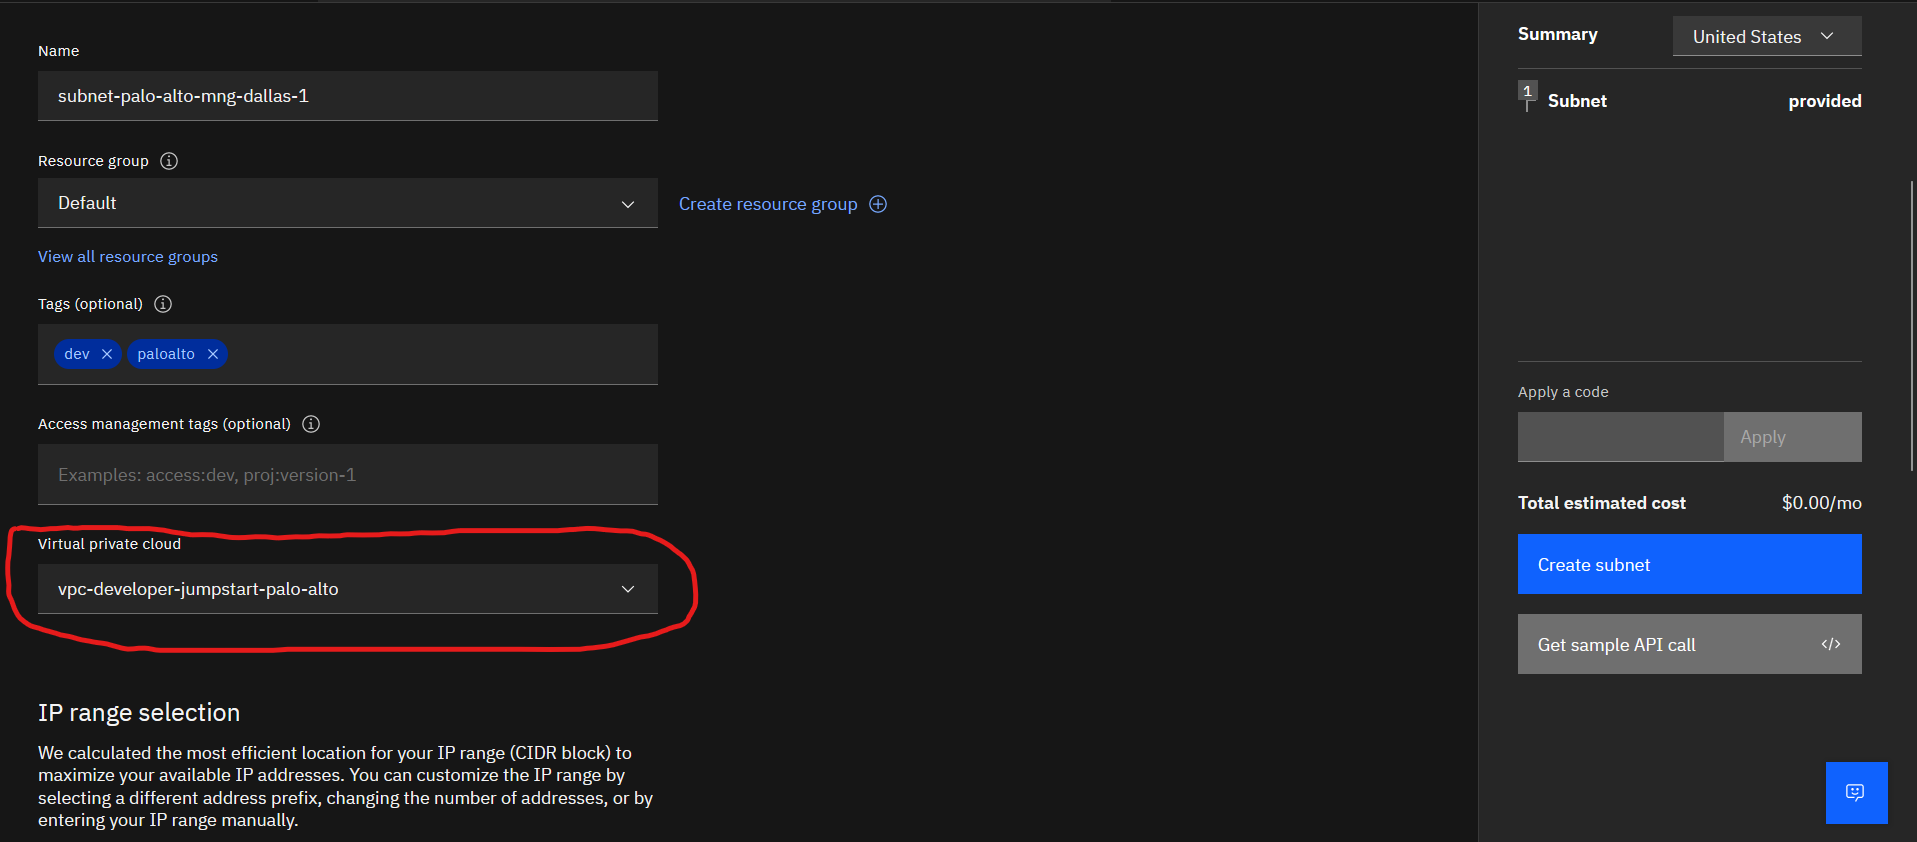 Name
subnet-palo-alto-mng-dallas-1
Resource group
Default
Create resource group
View all resource groups
Tags (optional)
dev
paloalto
Access management tags (optional)
Examples: access:dev, proj:version-1
Virtual private cloud
vpc-developer-jumpstart-palo-alto
IP range selection
We calculated the most efficient location for your IP range (CIDR block) to
maximize your available IP addresses. You can customize the IP range by
selecting a different address prefix, changing the number of addresses, or by
entering your IP range manually.
Summary
United States
1
Subnet
provided
Apply a code
Apply
Total estimated cost
$0.00/mo
Create subnet
Get sample API call